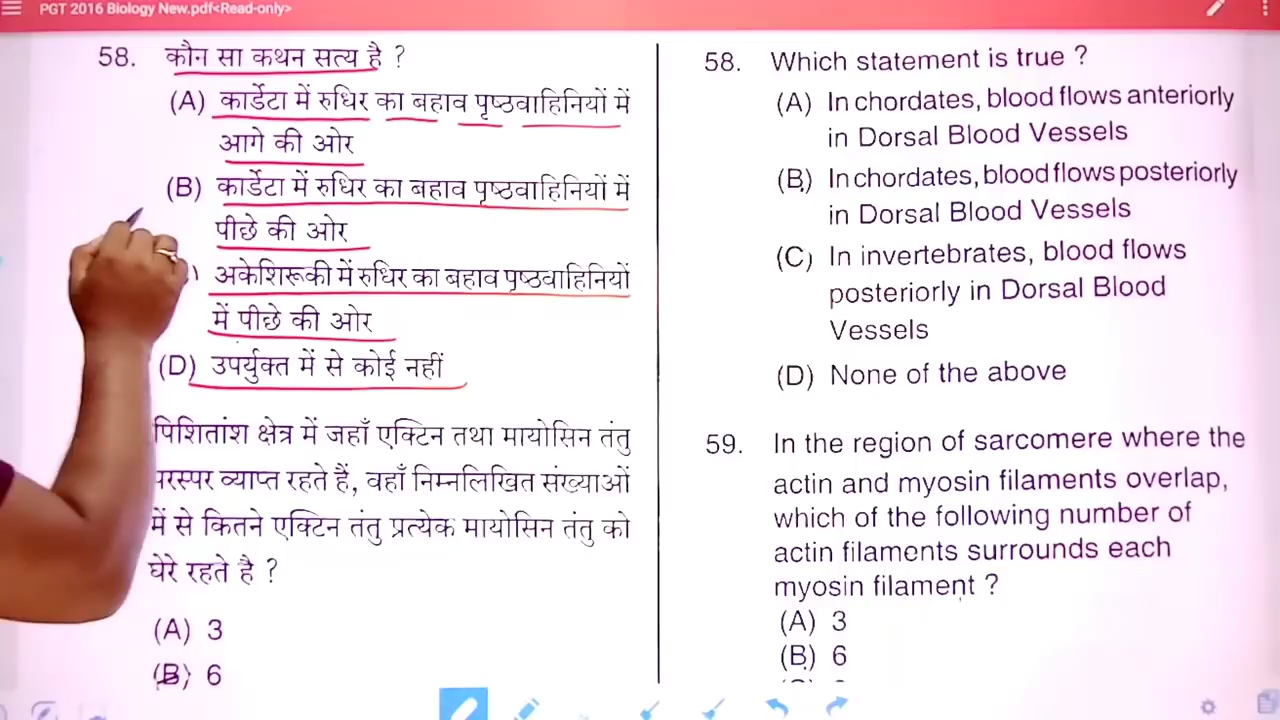 PGT 2016 Biology New.pdf<Read-only>
58. कौन सा कथन सत्य है ?
(A) कार्डेटा में रुधिर का बहाव पृष्ठवाहिनियों में
आगे की ओर
(B) कार्डेटा में रुधिर का बहाव पृष्ठवाहिनियों में
पीछे की ओर
) अकेशिरूकी में रुधिर का बहाव पृष्ठवाहिनियों
में पीछे की ओर
(D) उपर्युक्त में से कोई नहीं
पिशितांश क्षेत्र में जहाँ एक्टिन तथा मायोसिन तंतु
परस्पर व्याप्त रहते हैं, वहाँ निम्नलिखित संख्याओं
में से कितने एक्टिन तंतु प्रत्येक मायोसिन तंतु को
घेरे रहते है ?
(A) 3
(B) 6
58. Which statement is true ?
(A) In chordates, blood flows anteriorly
in Dorsal Blood Vessels
(B) In chordates, blood flows posteriorly
in Dorsal Blood Vessels
(C) In invertebrates, blood flows
posteriorly in Dorsal Blood
Vessels
(D) None of the above
59. In the region of sarcomere where the
actin and myosin filaments overlap,
which of the following number of
actin filaments surrounds each
myosin filament ?
(A) 3
(B) 6